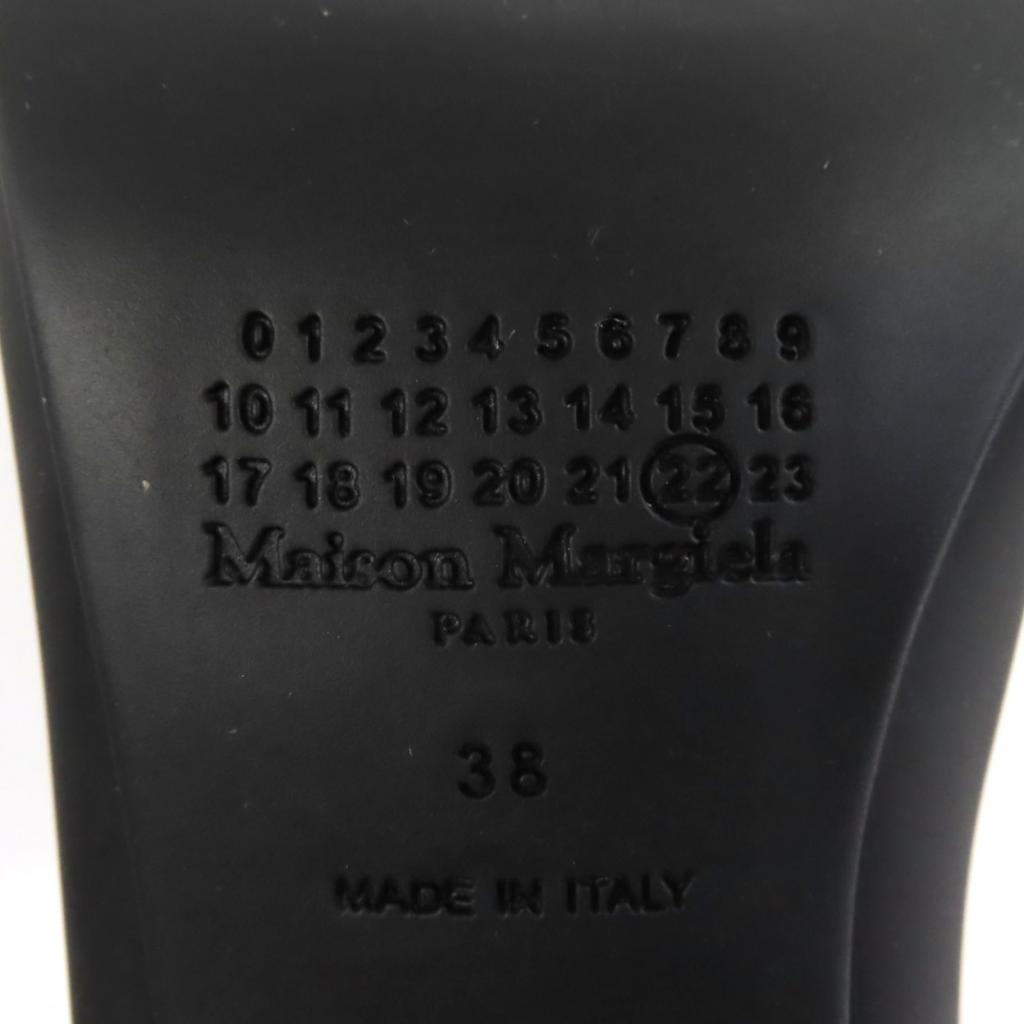 0 1 2 3 4 5 6 7 8 9
10 11 12 13 14 15 16
17 18 19 20 21 22 23
Maison Margiela
PARIS
38
MADE IN ITALY